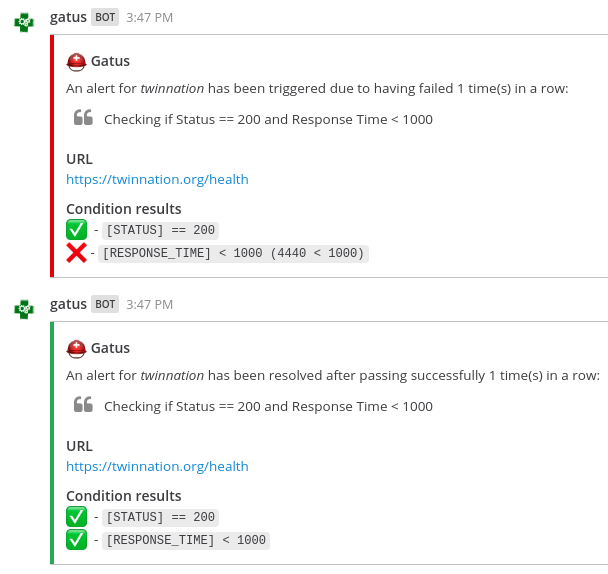 gatus BOT 3:47 PM
Gatus
An alert for twinnation has been triggered due to having failed 1 time(s) in a row:
Checking if Status == 200 and Response Time < 1000
URL
https://twinnation.org/health
Condition results
✅ - [STATUS] == 200
❌ - [RESPONSE_TIME] < 1000 (4440 < 1000)
gatus BOT 3:47 PM
Gatus
An alert for twinnation has been resolved after passing successfully 1 time(s) in a row:
Checking if Status == 200 and Response Time < 1000
URL
https://twinnation.org/health
Condition results
✅ - [STATUS] == 200
✅ - [RESPONSE_TIME] < 1000